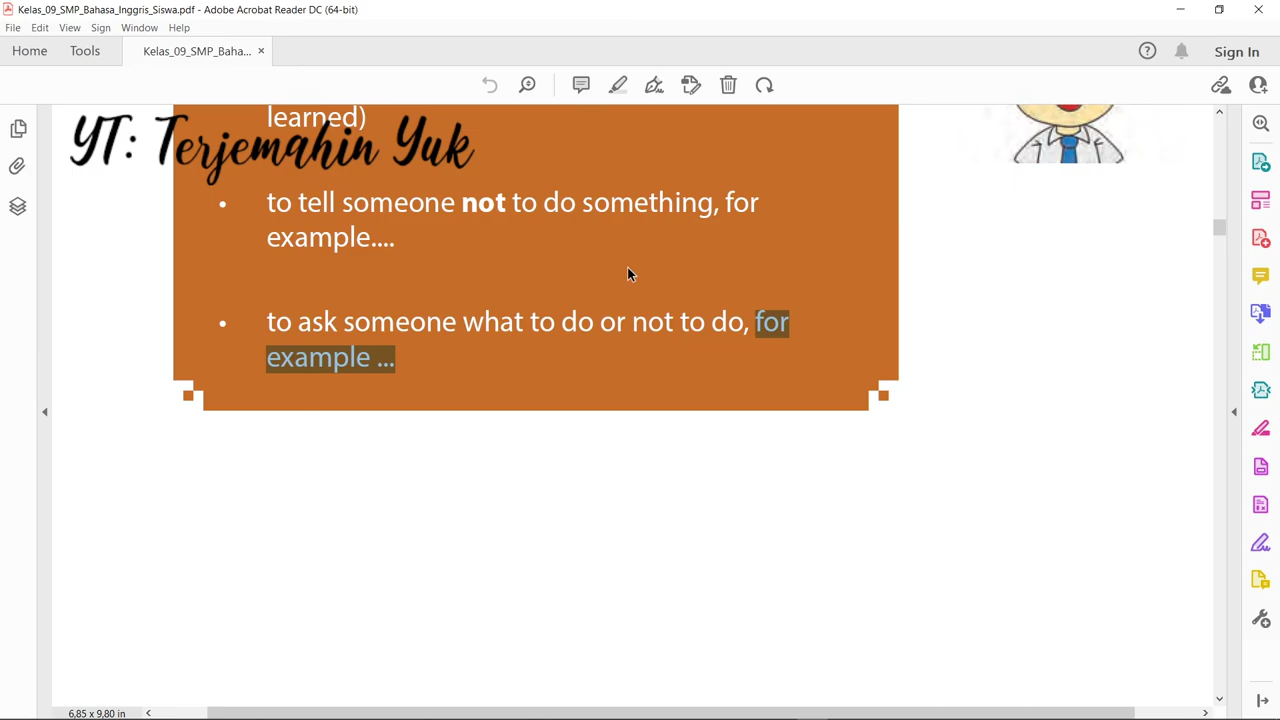 Kelas_09_SMP_Bahasa_Inggris_Siswa.pdf - Adobe Acrobat Reader DC (64-bit)
File Edit View Sign Window Help
Home Tools Kelas_09_SMP_Baha... × Sign In
learned)
YT: Terjemahin Yuk
• to tell someone not to do something, for
example....
• to ask someone what to do or not to do, for
example ...
6,85 x 9,80 in